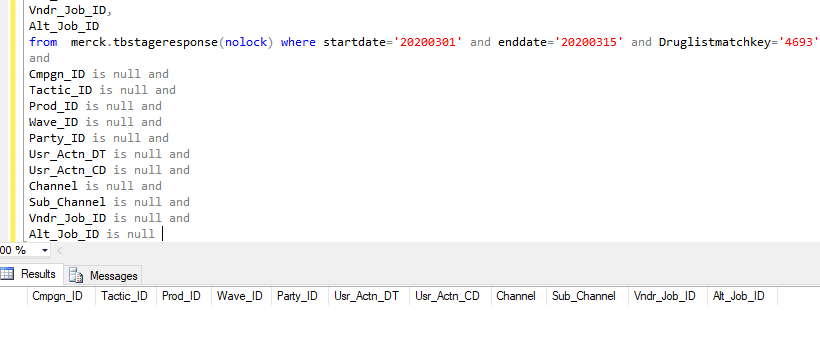 Vndr_Job_ID,
Alt_Job_ID
from  merck.tbstageresponse(nolock) where startdate='20200301' and enddate='20200315' and Druglistmatchkey='4693'
and
Cmpgn_ID is null and
Tactic_ID is null and
Prod_ID is null and
Wave_ID is null and
Party_ID is null and
Usr_Actn_DT is null and
Usr_Actn_CD is null and
Channel is null and
Sub_Channel is null and
Vndr_Job_ID is null and
Alt_Job_ID is null
00 %
Results Messages
Cmpgn_ID Tactic_ID Prod_ID Wave_ID Party_ID Usr_Actn_DT Usr_Actn_CD Channel Sub_Channel Vndr_Job_ID Alt_Job_ID